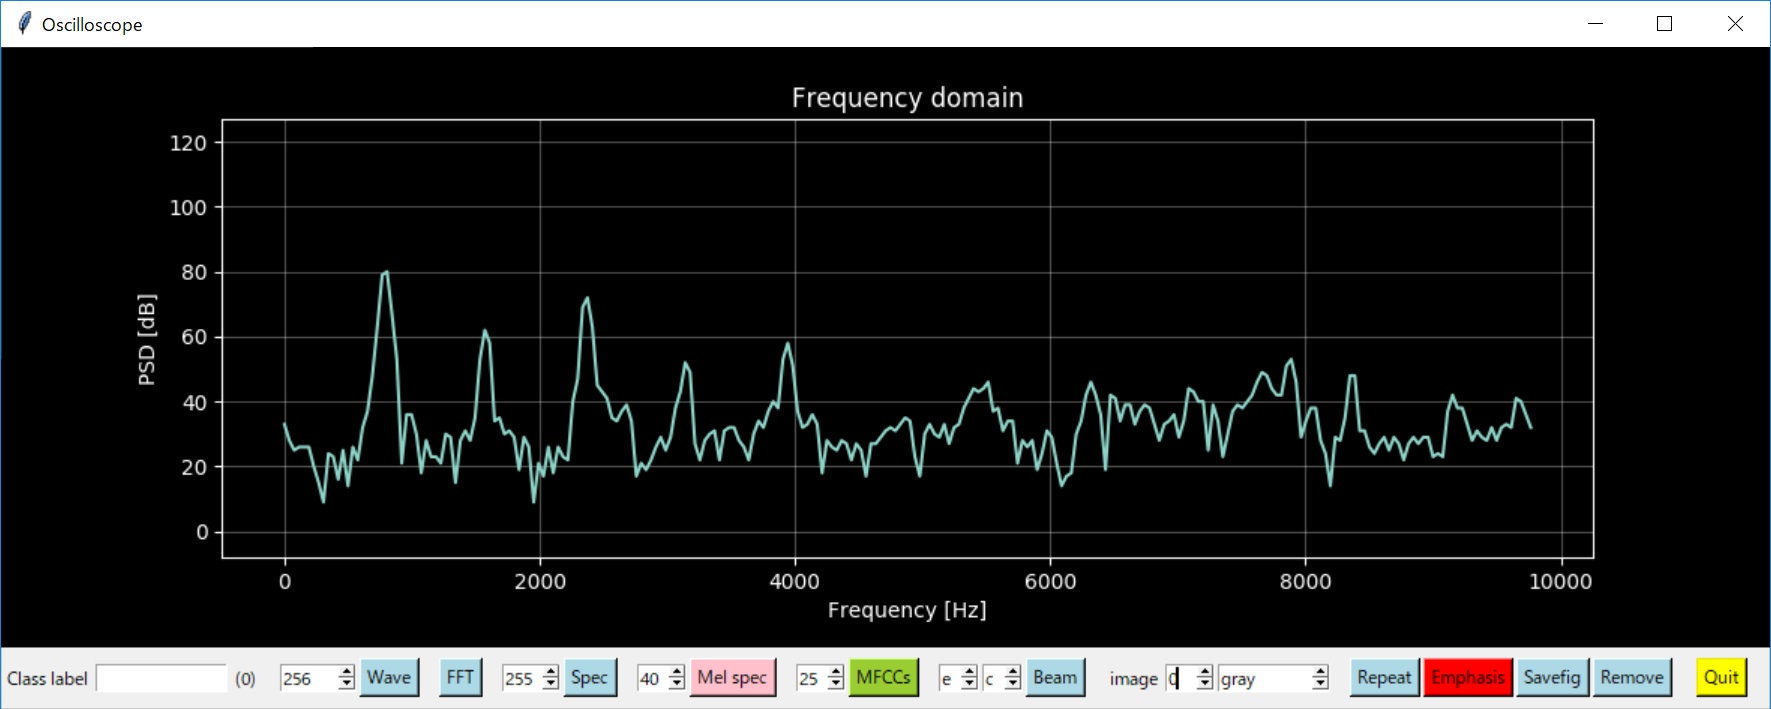 Oscilloscope
Frequency domain
120
100
80
60
40
20
0
PSD [dB]
0 2000 4000 6000 8000 10000
Frequency [Hz]
Class label (0) 256 Wave FFT 255 Spec 40 Mel spec 25 MFCCs e c Beam image 0 gray Repeat Emphasis Savefig Remove Quit